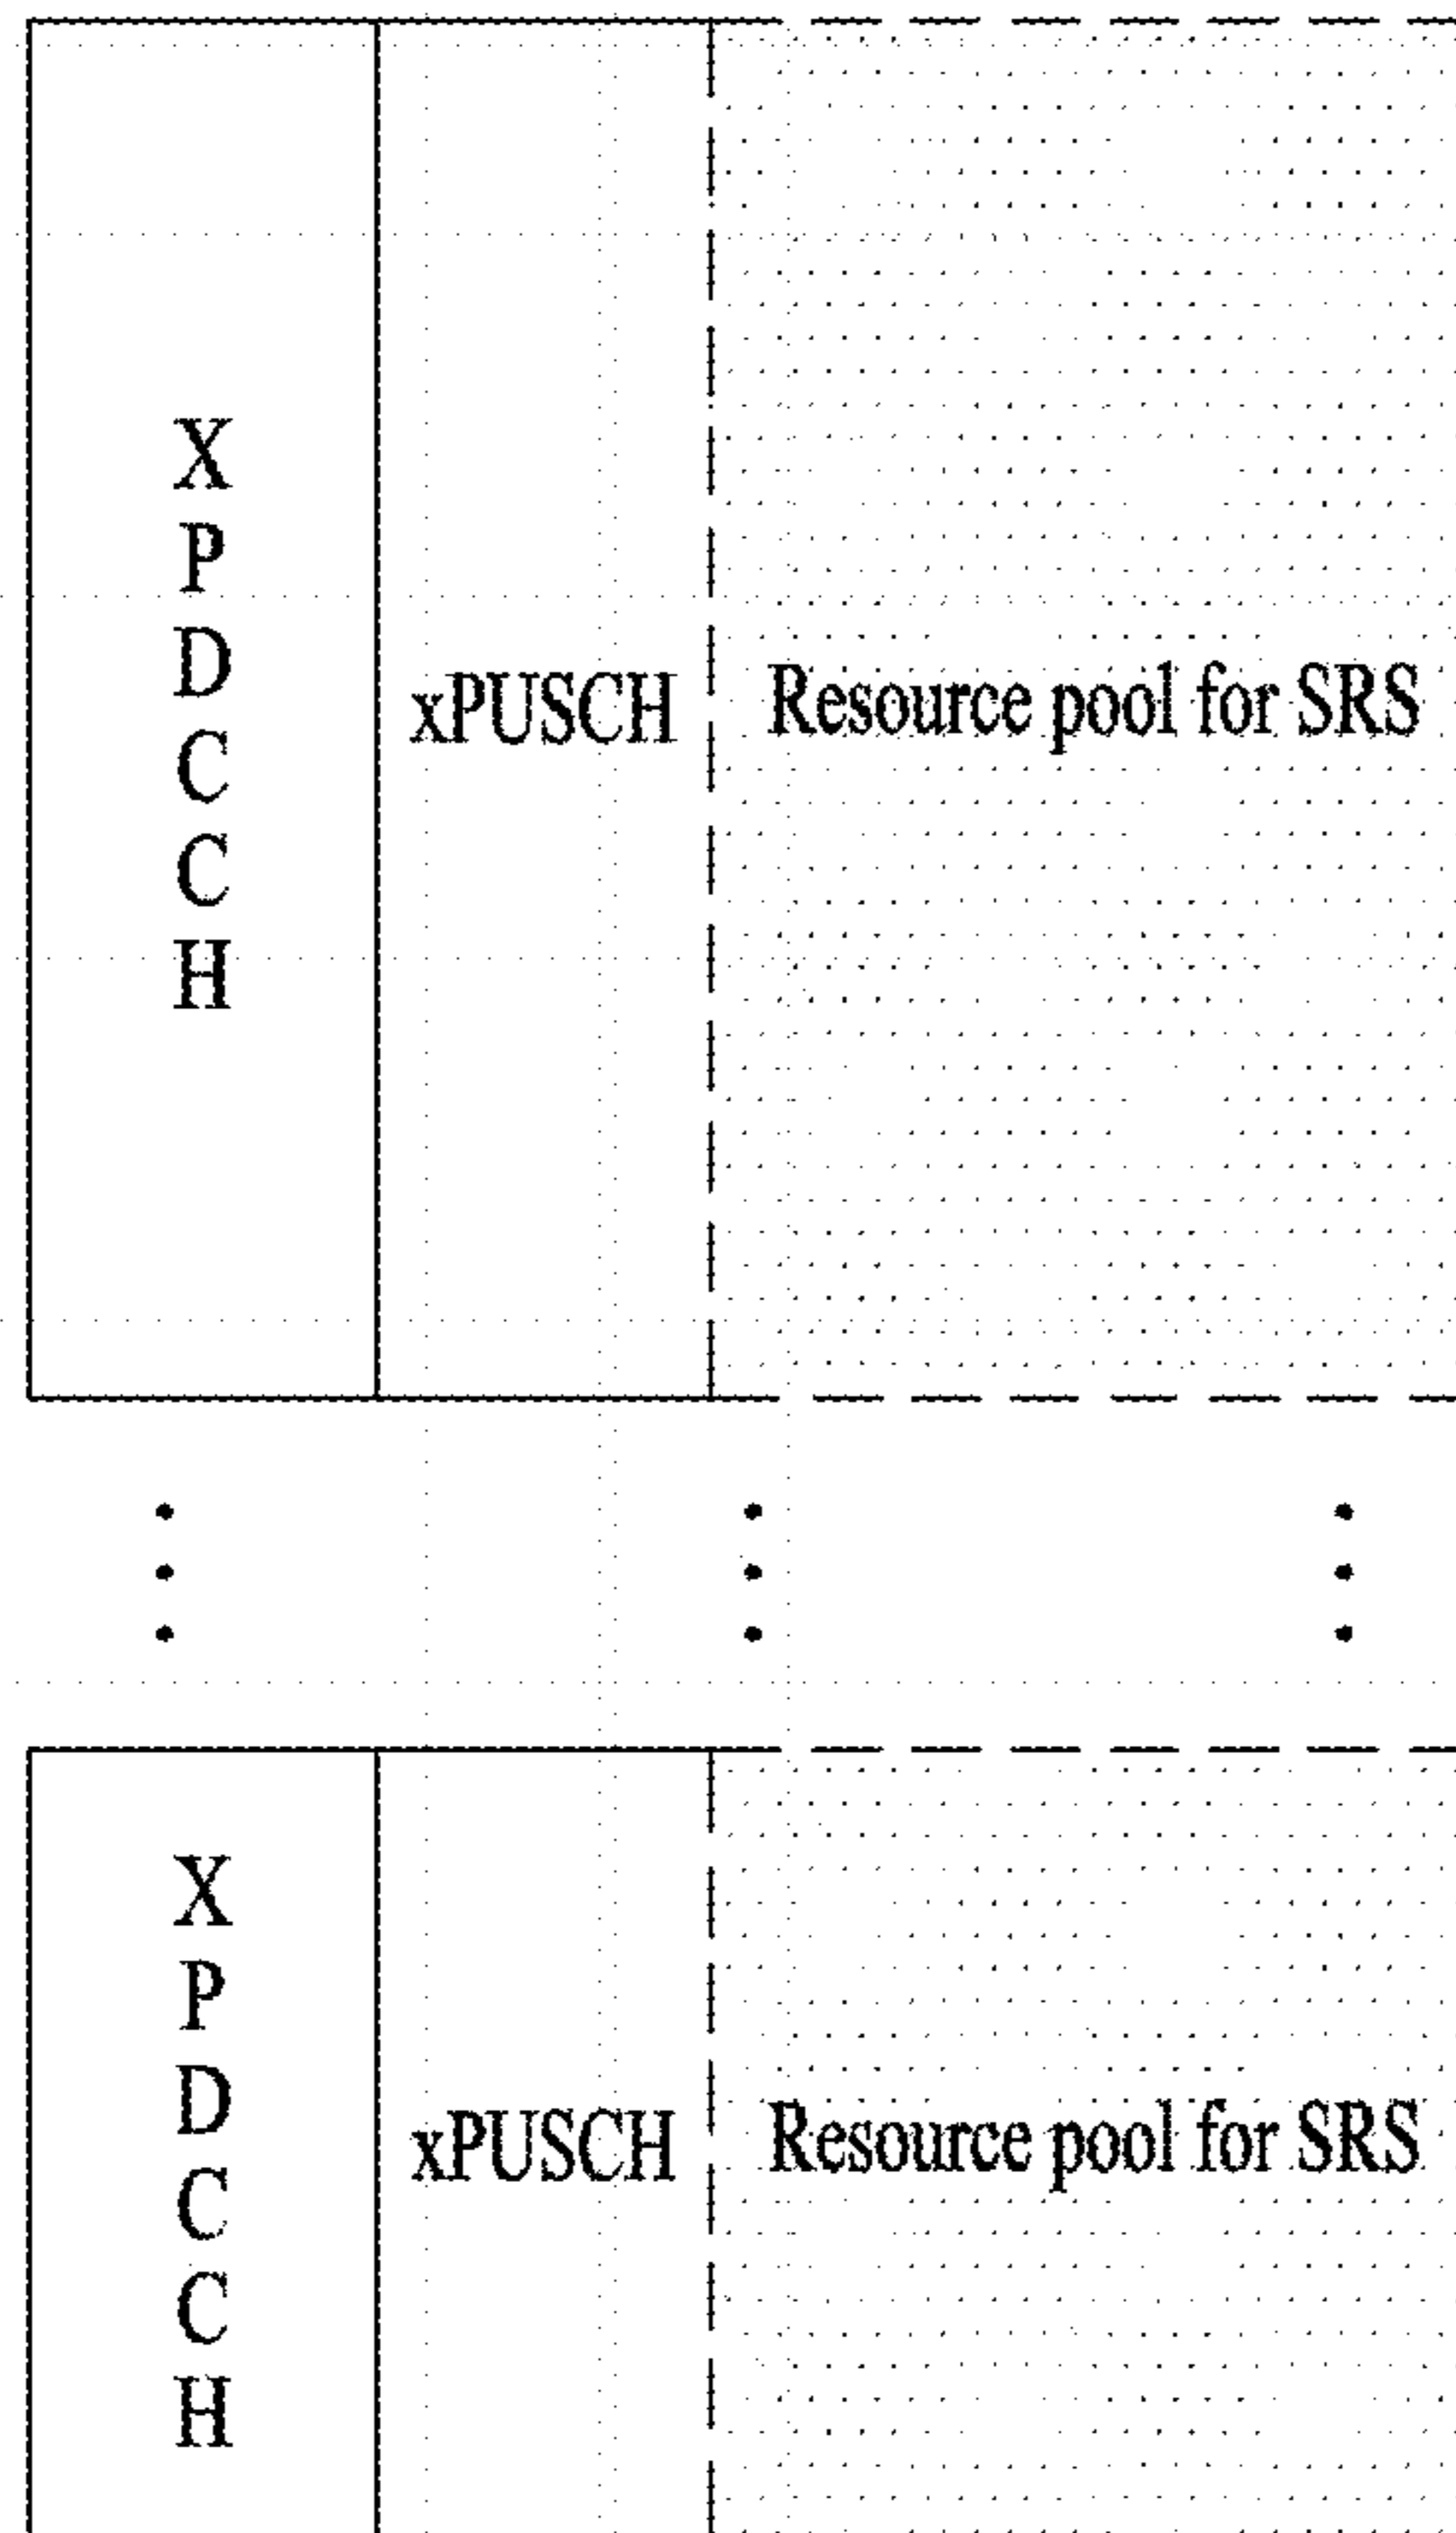 XPDCCH
xPUSCH
Resource pool for SRS
XPDCCH
xPUSCH
Resource pool for SRS